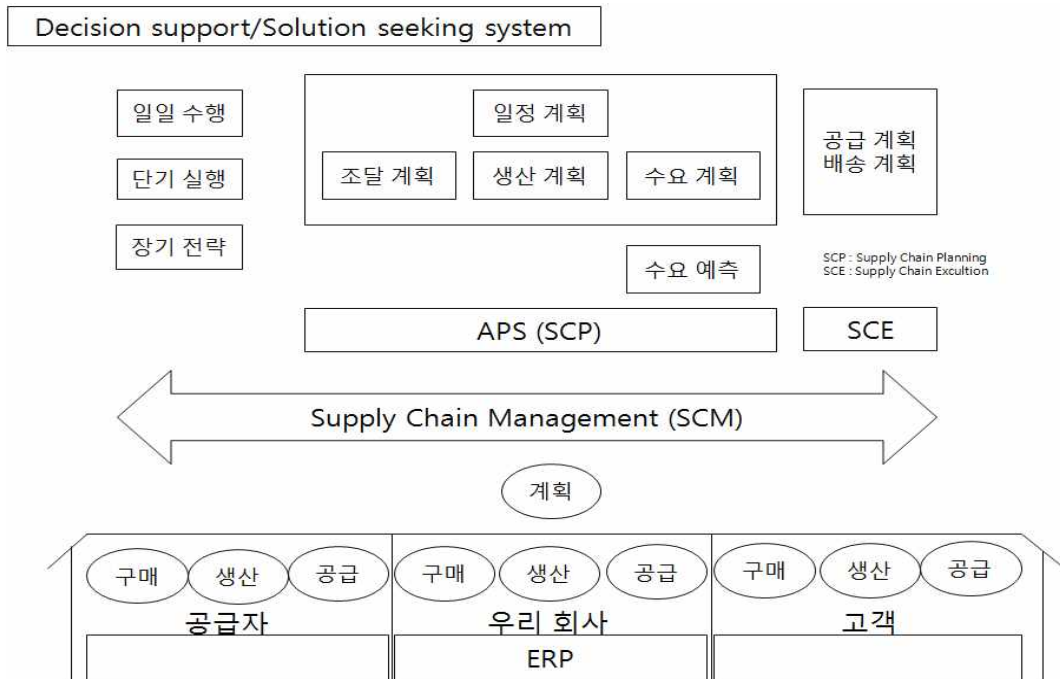 Decision support/Solution seeking system
일일 수행
일정 계획
공급 계획
배송 계획
단기 실행
조달 계획
생산 계획
수요 계획
장기 전략
수요 예측
SCP : Supply Chain Planning
SCE : Supply Chain Excultion
APS (SCP)
SCE
Supply Chain Management (SCM)
계획
구매
생산
공급
구매
생산
공급
구매
생산
공급
공급자
우리 회사
고객
ERP